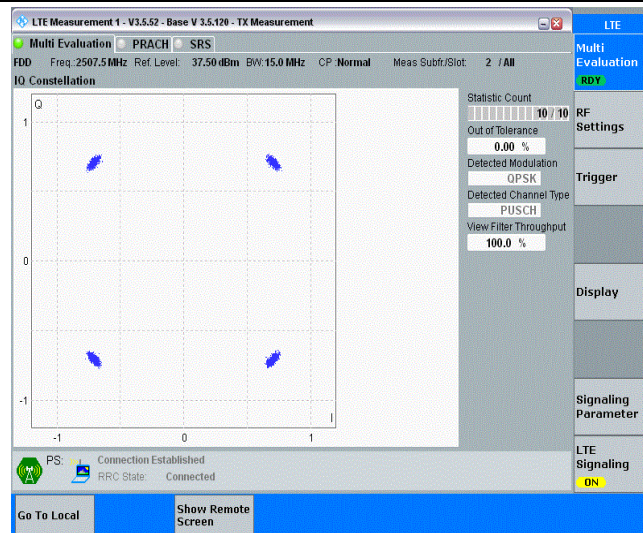 LTE Measurement 1 - V3.5.52 - Base V 3.5.120 - TX Measurement
LTE
Multi Evaluation PRACH SRS
Multi
Evaluation
RDY
FDD Freq.:2507.5 MHz Ref. Level: 37.50 dBm BW:15.0 MHz CP :Normal Meas Subfr./Slot: 2 / All
IQ Constellation
Q
1
0
-1
-1 0 1
I
Statistic Count
10 / 10
Out of Tolerance
0.00 %
Detected Modulation
QPSK
Detected Channel Type
PUSCH
View Filter Throughput
100.0 %
RF
Settings
Trigger
Display
Signaling
Parameter
LTE
Signaling
ON
PS: Connection Established
RRC State: Connected
Go To Local
Show Remote
Screen